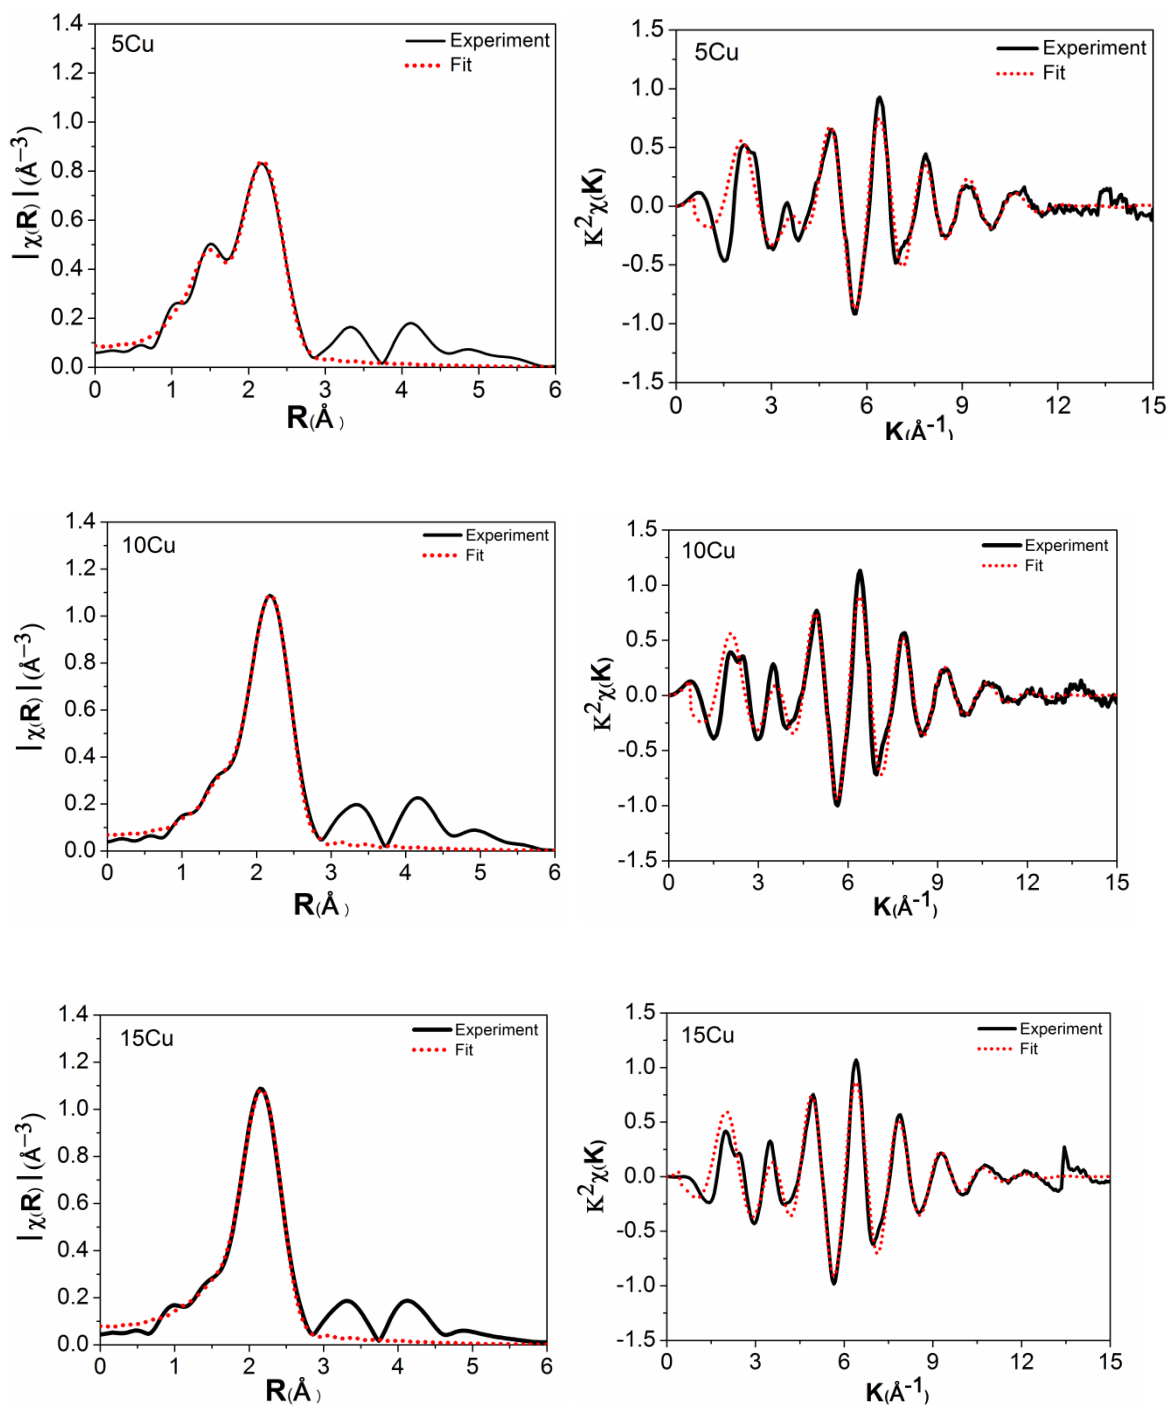 5Cu
Experiment
Fit
1.4
1.2
1.0
0.8
0.6
0.4
0.2
0.0
|χ(R)|(Å⁻³)
0 1 2 3 4 5 6
R(Å)
5Cu
Experiment
Fit
1.5
1.0
0.5
0.0
-0.5
-1.0
-1.5
K²χ(K)
0 3 6 9 12 15
K(Å⁻¹)
10Cu
Experiment
Fit
1.4
1.2
1.0
0.8
0.6
0.4
0.2
0.0
|χ(R)|(Å⁻³)
0 1 2 3 4 5 6
R(Å)
10Cu
Experiment
Fit
1.5
1.0
0.5
0.0
-0.5
-1.0
-1.5
K²χ(K)
0 3 6 9 12 15
K(Å⁻¹)
15Cu
Experiment
Fit
1.4
1.2
1.0
0.8
0.6
0.4
0.2
0.0
|χ(R)|(Å⁻³)
0 1 2 3 4 5 6
R(Å)
15Cu
Experiment
Fit
1.5
1.0
0.5
0.0
-0.5
-1.0
-1.5
K²χ(K)
0 3 6 9 12 15
K(Å⁻¹)